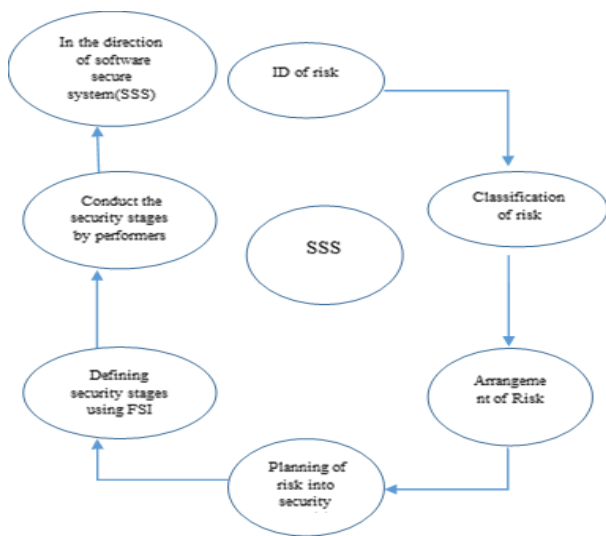 In the direction
of software
secure
system(SSS)
ID of risk
Classification
of risk
Arrangeme
nt of Risk
Planning of
risk into
security
Defining
security stages
using FSI
Conduct the
security stages
by performers
SSS